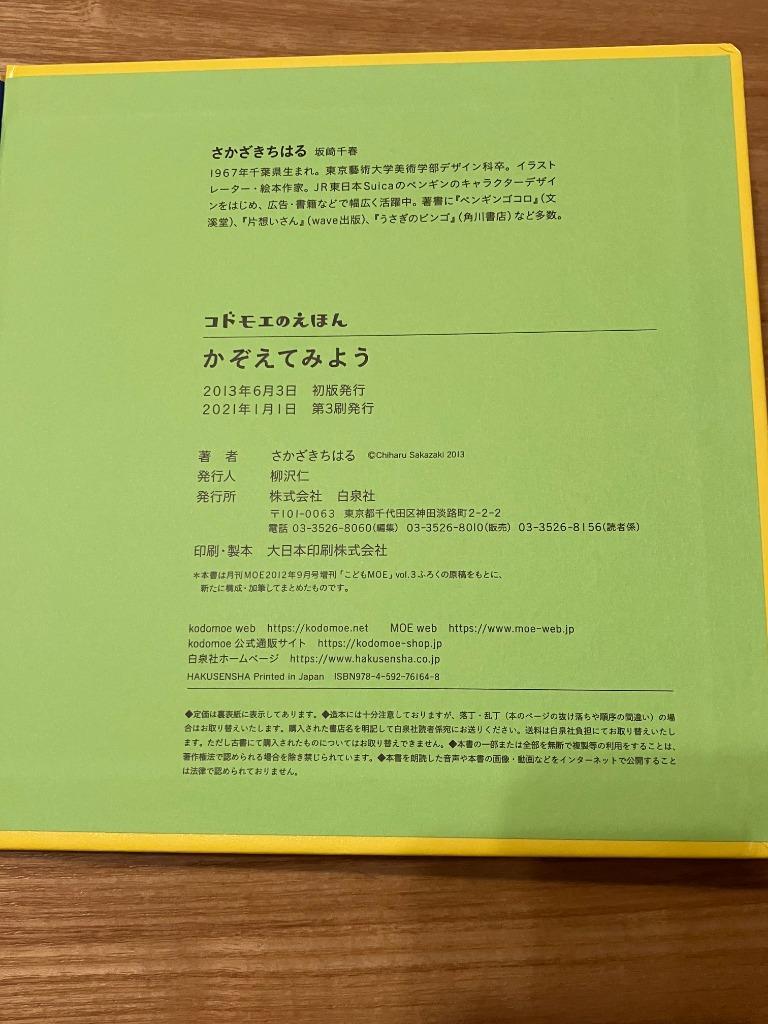 さかざきちはる 坂崎千春
1967年千葉県生まれ。東京藝術大学美術学部デザイン科卒。イラスト
レーター・絵本作家。JR東日本Suicaのペンギンのキャラクターデザイ
ンをはじめ、広告・書籍などで幅広く活躍中。著書に『ペンギンゴコロ』(文
溪堂)、『片想いさん』(wave出版)、『うさぎのビンゴ』(角川書店)など多数。
コドモエのえほん
かぞえてみよう
2013年6月3日 初版発行
2021年1月1日 第3刷発行
著 者 さかざきちはる ©Chiharu Sakazaki 2013
発行人 柳沢仁
発行所 株式会社 白泉社
〒101-0063 東京都千代田区神田淡路町2-2-2
電話 03-3526-8060(編集) 03-3526-8010(販売) 03-3526-8156(読者係)
印刷・製本 大日本印刷株式会社
＊本書は月刊MOE2012年9月号増刊「こどもMOE」vol.3ふろくの原稿をもとに、
新たに構成・加筆してまとめたものです。
kodomoe web https://kodomoe.net MOE web https://www.moe-web.jp
kodomoe 公式通販サイト https://kodomoe-shop.jp
白泉社ホームページ https://www.hakusensha.co.jp
HAKUSENSHA Printed in Japan ISBN978-4-592-76164-8
◆定価は裏表紙に表示してあります。◆造本には十分注意しておりますが、落丁・乱丁(本のページの抜け落ちや順序の間違い)の場
合はお取り替えいたします。購入された書店名を明記して白泉社読者係宛にお送りください。送料は白泉社負担にてお取り替えいたし
ます。ただし古書にて購入されたものについてはお取り替えできません。◆本書の一部または全部を無断で複製等の利用をすることは、
著作権法で認められる場合を除き禁じられています。◆本書を朗読した音声や本書の画像・動画などをインターネットで公開すること
は法律で認められておりません。